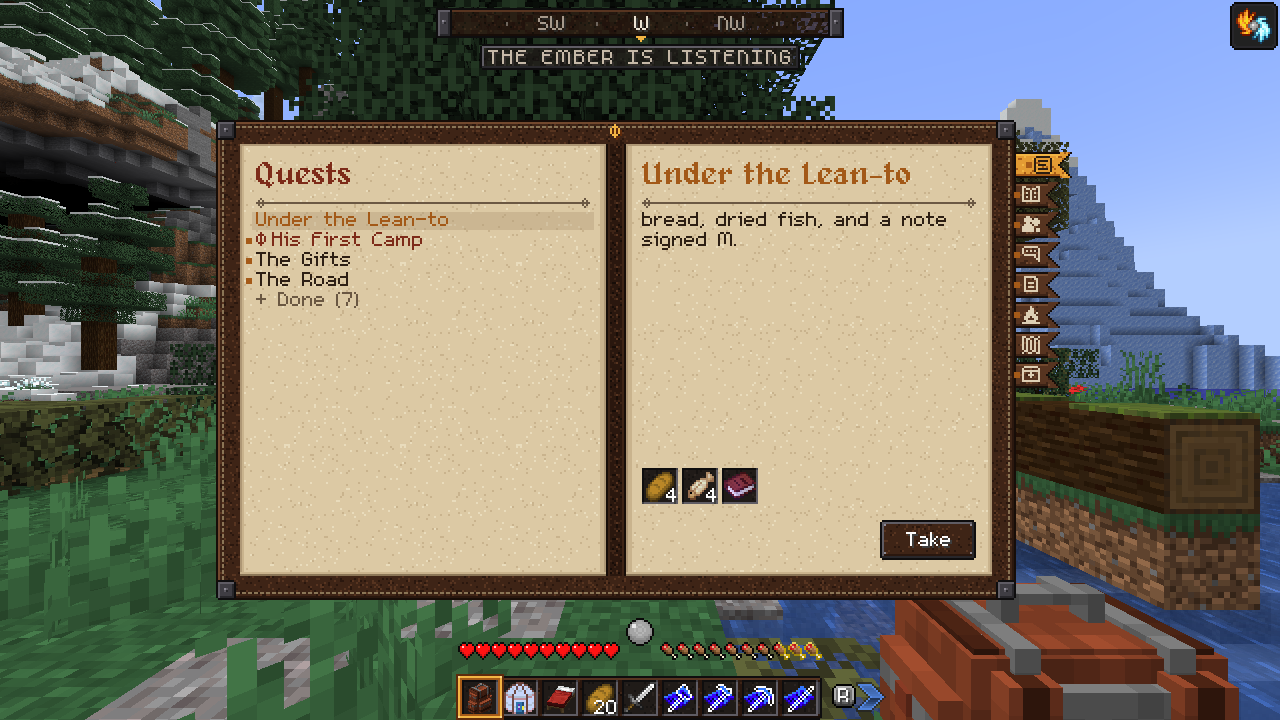 SW W NW
THE EMBER IS LISTENING
Quests
Under the Lean-to
His First Camp
The Gifts
The Road
+ Done (7)
Under the Lean-to
bread, dried fish, and a note
signed M.
4 4
Take
20
R